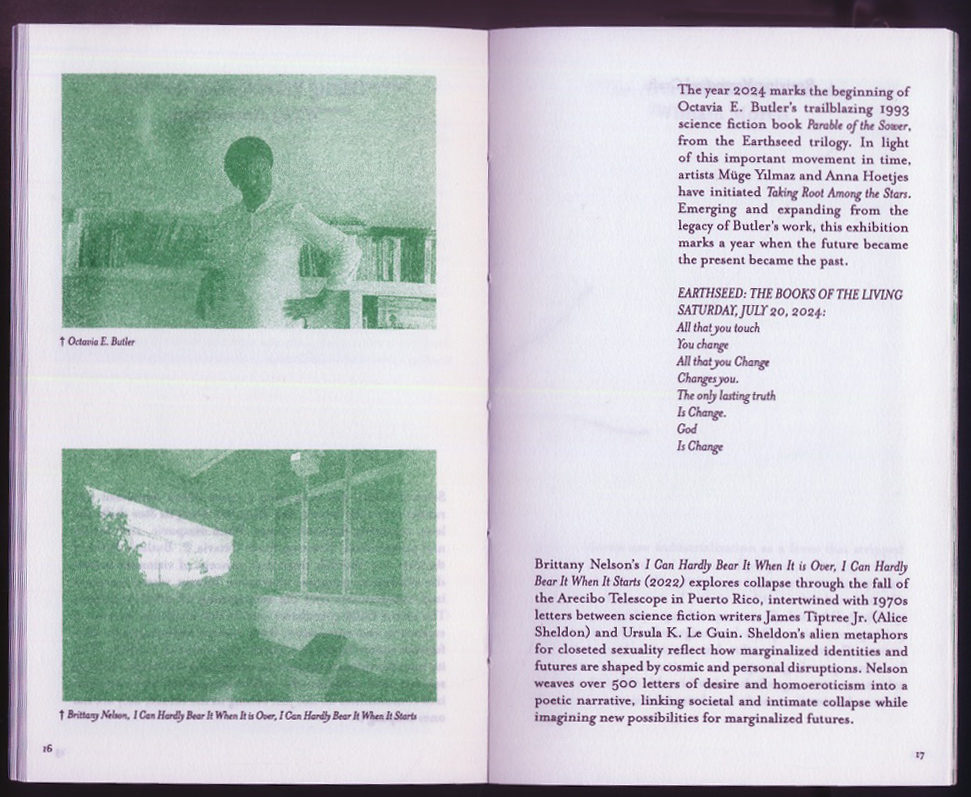 † Octavia E. Butler
† Brittany Nelson, I Can Hardly Bear It When It is Over, I Can Hardly Bear It When It Starts
16
The year 2024 marks the beginning of
Octavia E. Butler's trailblazing 1993
science fiction book Parable of the Sower,
from the Earthseed trilogy. In light
of this important movement in time,
artists Müge Yılmaz and Anna Hoetjes
have initiated Taking Root Among the Stars.
Emerging and expanding from the
legacy of Butler's work, this exhibition
marks a year when the future became
the present became the past.
EARTHSEED: THE BOOKS OF THE LIVING
SATURDAY, JULY 20, 2024:
All that you touch
You change
All that you Change
Changes you.
The only lasting truth
Is Change.
God
Is Change
Brittany Nelson's I Can Hardly Bear It When It is Over, I Can Hardly
Bear It When It Starts (2022) explores collapse through the fall of
the Arecibo Telescope in Puerto Rico, intertwined with 1970s
letters between science fiction writers James Tiptree Jr. (Alice
Sheldon) and Ursula K. Le Guin. Sheldon's alien metaphors
for closeted sexuality reflect how marginalized identities and
futures are shaped by cosmic and personal disruptions. Nelson
weaves over 500 letters of desire and homoeroticism into a
poetic narrative, linking societal and intimate collapse while
imagining new possibilities for marginalized futures.
17